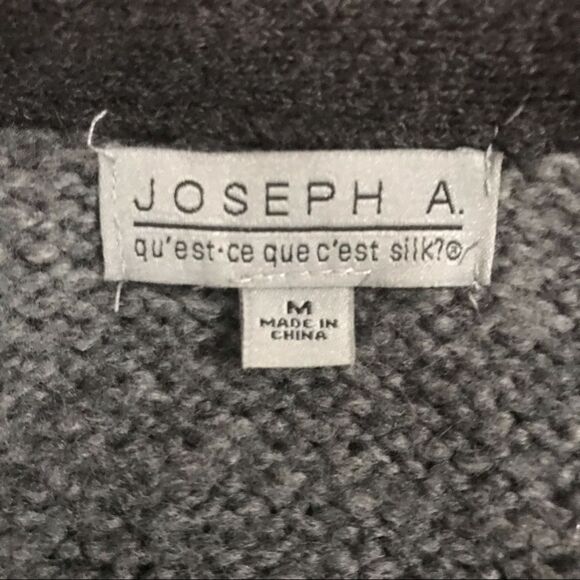 JOSEPH A.
qu'est·ce que c'est silk?®
M
MADE IN
CHINA